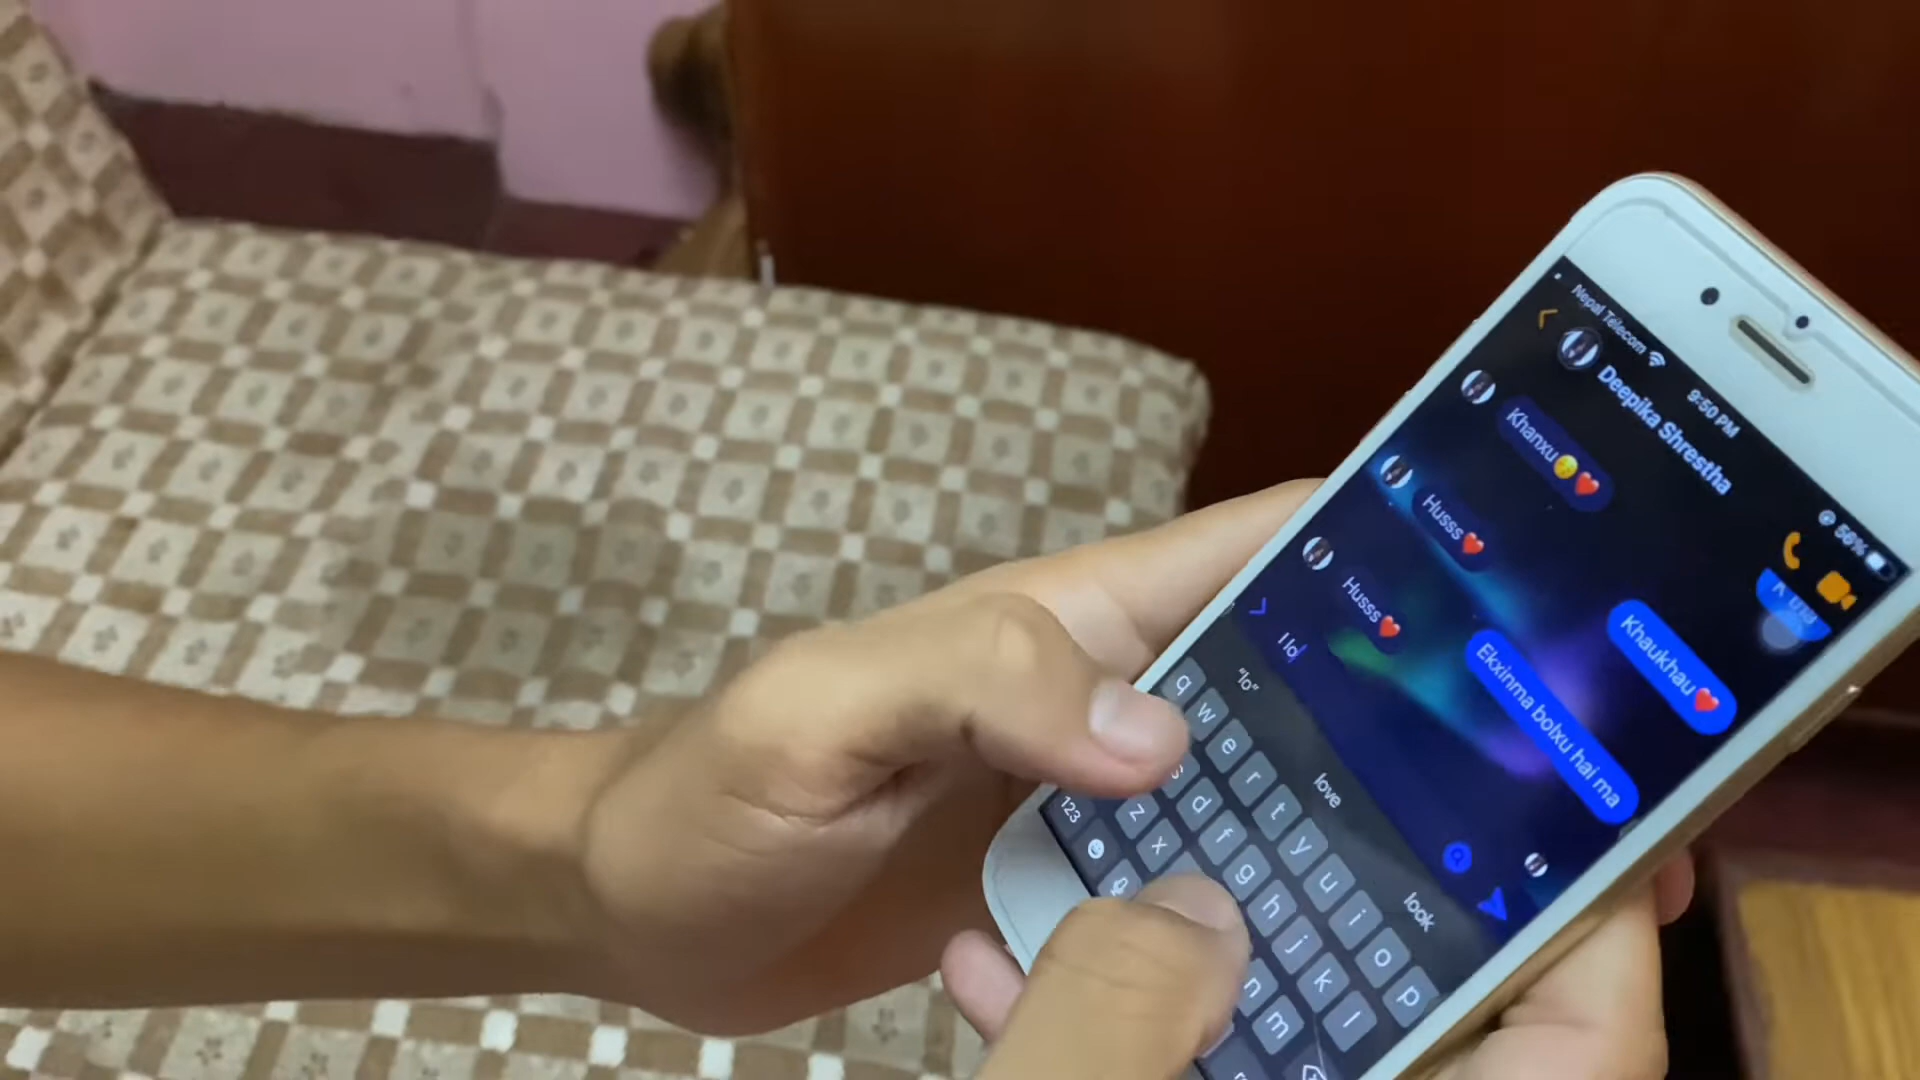 Nepal Telecom
9:50 PM
56%
Deepika Shrestha
Khanxu🥺❤️
Khaukhau❤️
Husss❤️
Ekxinma bolxu hai ma
Husss❤️
I lo
"lo" love look
q w e r t y u i o p
s d f g h j k l
z x n m
123